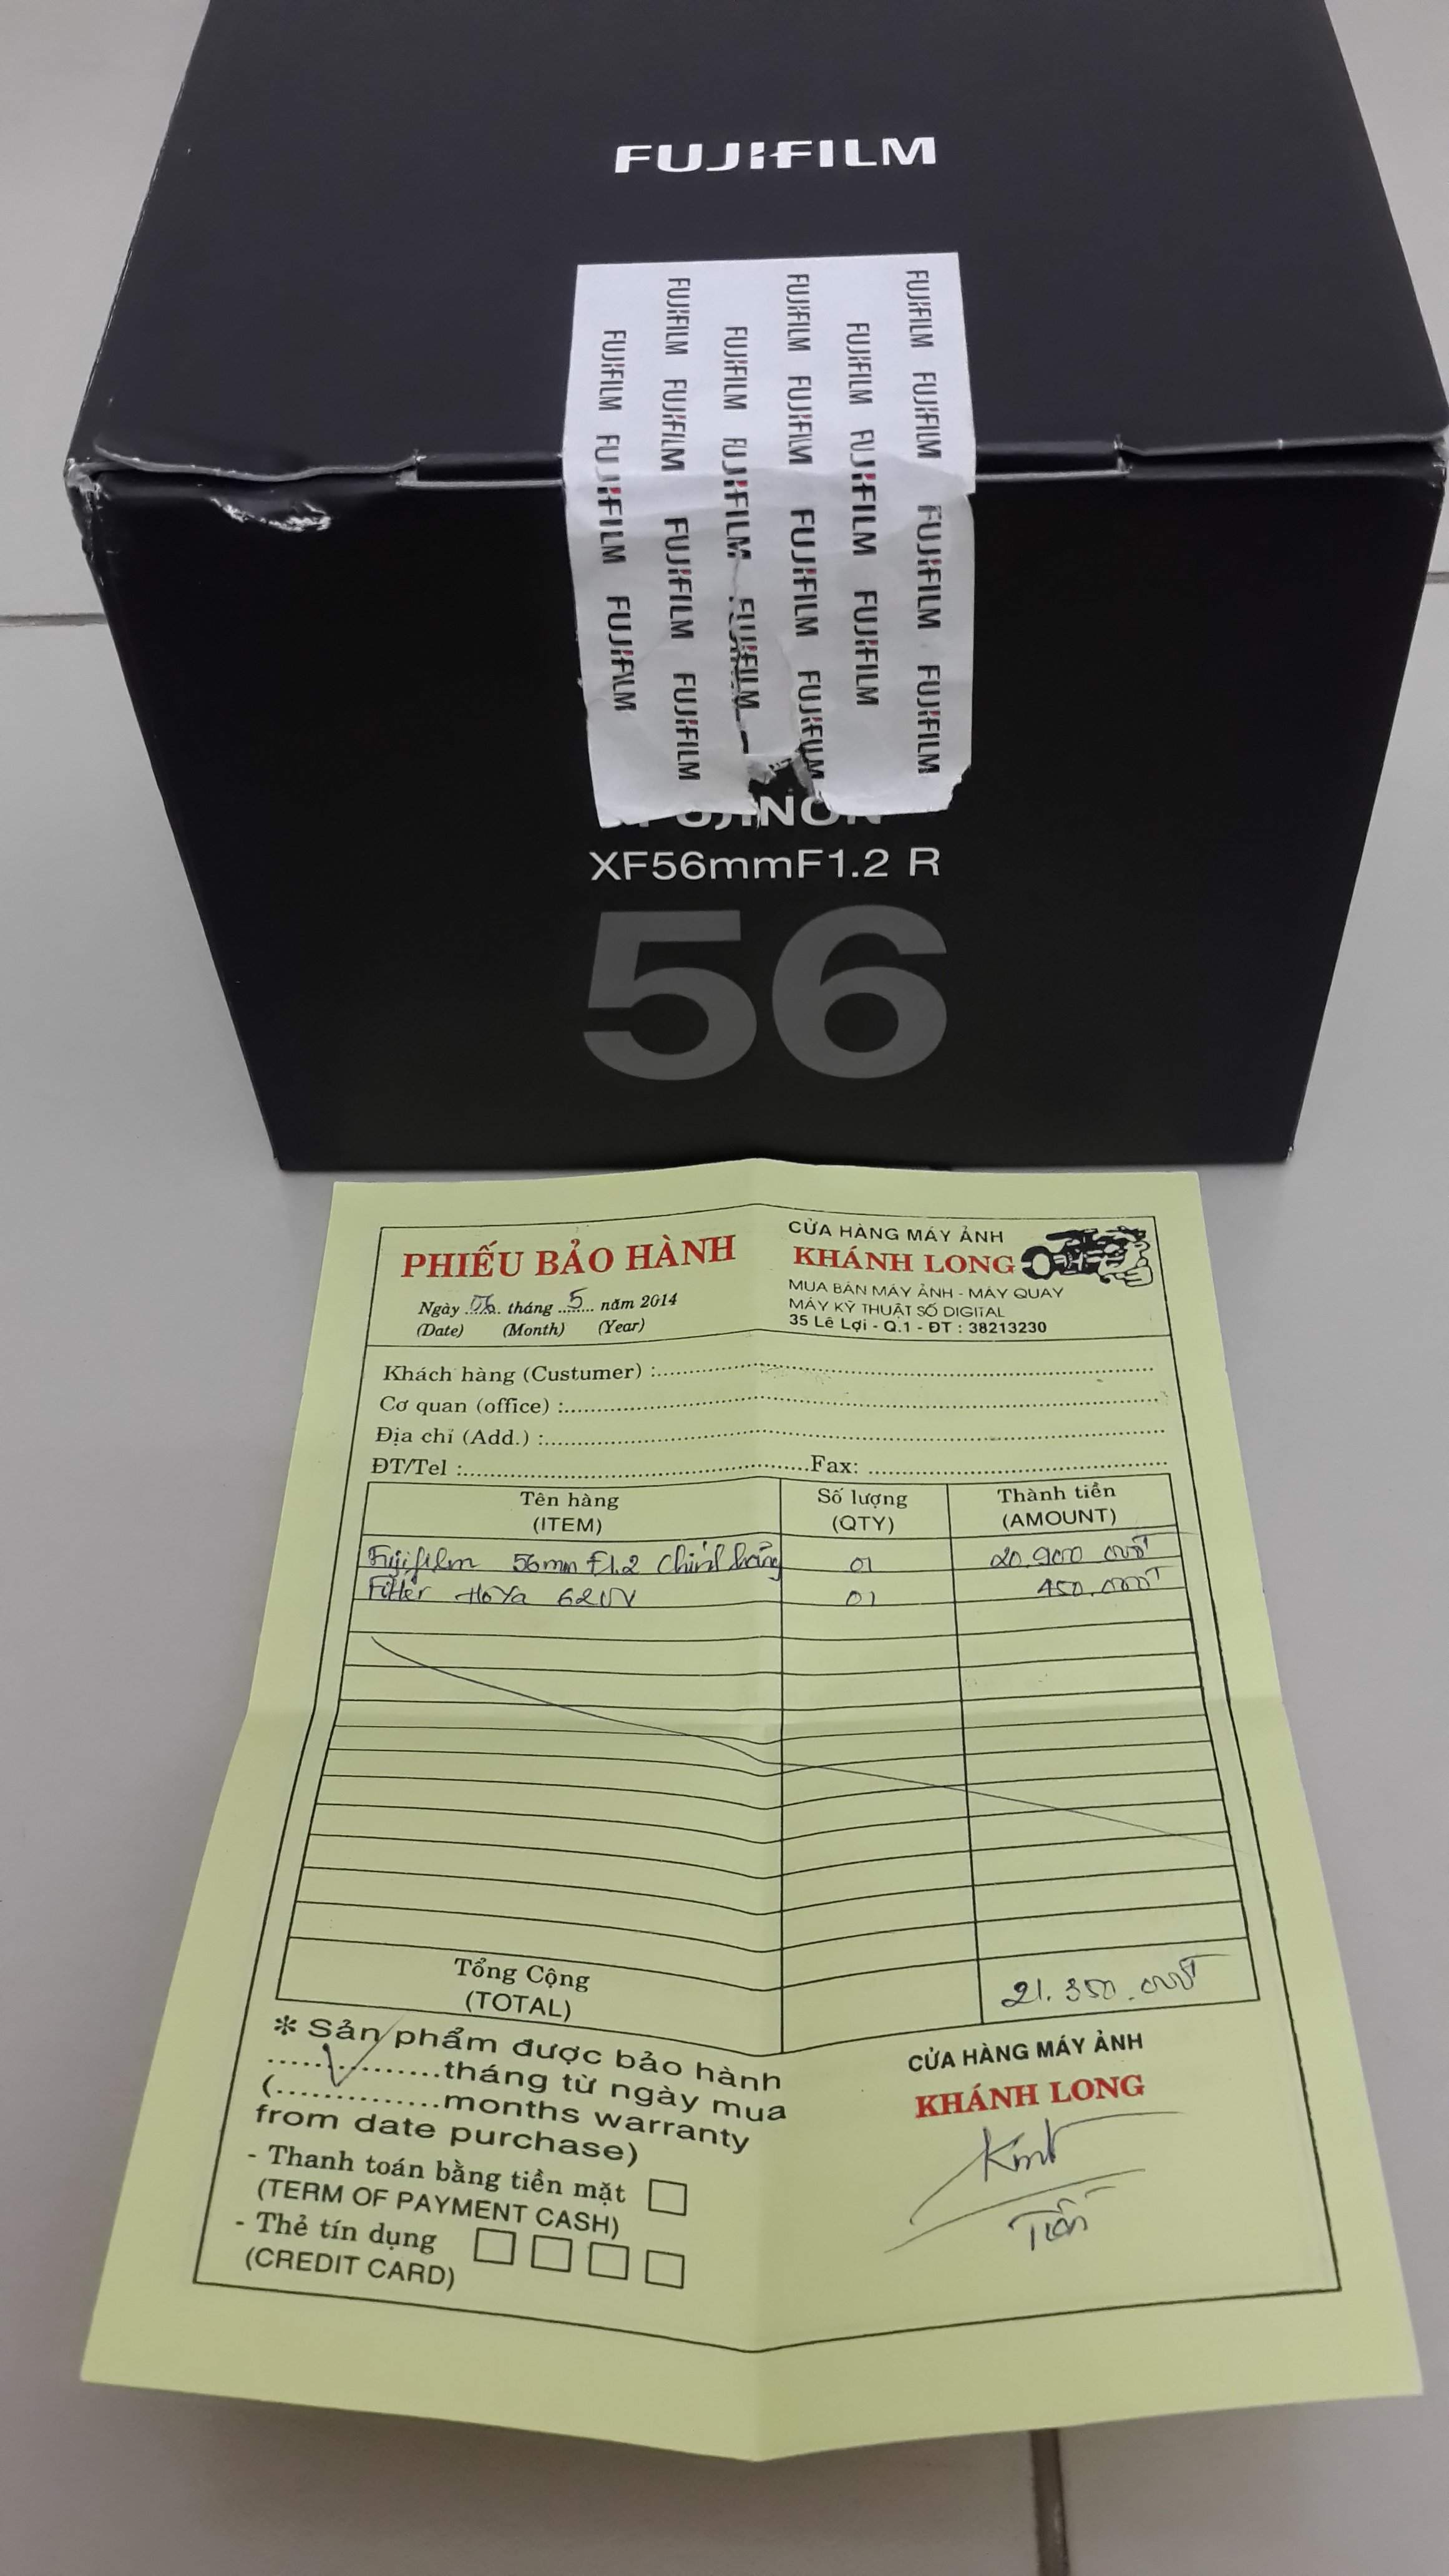 FUJIFILM
FUJIFILM FUJIFILM FUJIFILM FUJIFILM
FUJIFILM FUJIFILM FUJIFILM FUJIFILM
FUJIFILM FUJIFILM FUJIFILM
FUJIFILM FUJIFILM FUJIFILM FUJIFILM
FUJIFILM FUJIFILM FUJIFILM FUJIFILM
FUJIFILM FUJIFILM FUJIFILM
FUJINON
XF56mmF1.2 R
56
PHIẾU BẢO HÀNH
Ngày 06 tháng 5 năm 2014
(Date) (Month) (Year)
CỬA HÀNG MÁY ẢNH
KHÁNH LONG
MUA BÁN MÁY ẢNH - MÁY QUAY
MÁY KỸ THUẬT SỐ DIGITAL
35 Lê Lợi - Q.1 - ĐT : 38213230
Khách hàng (Custumer) :
Cơ quan (office) :
Địa chỉ (Add.) :
ĐT/Tel : Fax:
Tên hàng Số lượng Thành tiền
(ITEM) (QTY) (AMOUNT)
Fujifilm 56mm F1.2 Chính hãng 01 20.900.000đ
Filter HoYa 62UV 01 450.000đ
Tổng Cộng
(TOTAL)
21.350.000đ
* Sản phẩm được bảo hành
tháng từ ngày mua
( months warranty
from date purchase)
- Thanh toán bằng tiền mặt
(TERM OF PAYMENT CASH)
- Thẻ tín dụng
(CREDIT CARD)
CỬA HÀNG MÁY ẢNH
KHÁNH LONG
Tiến